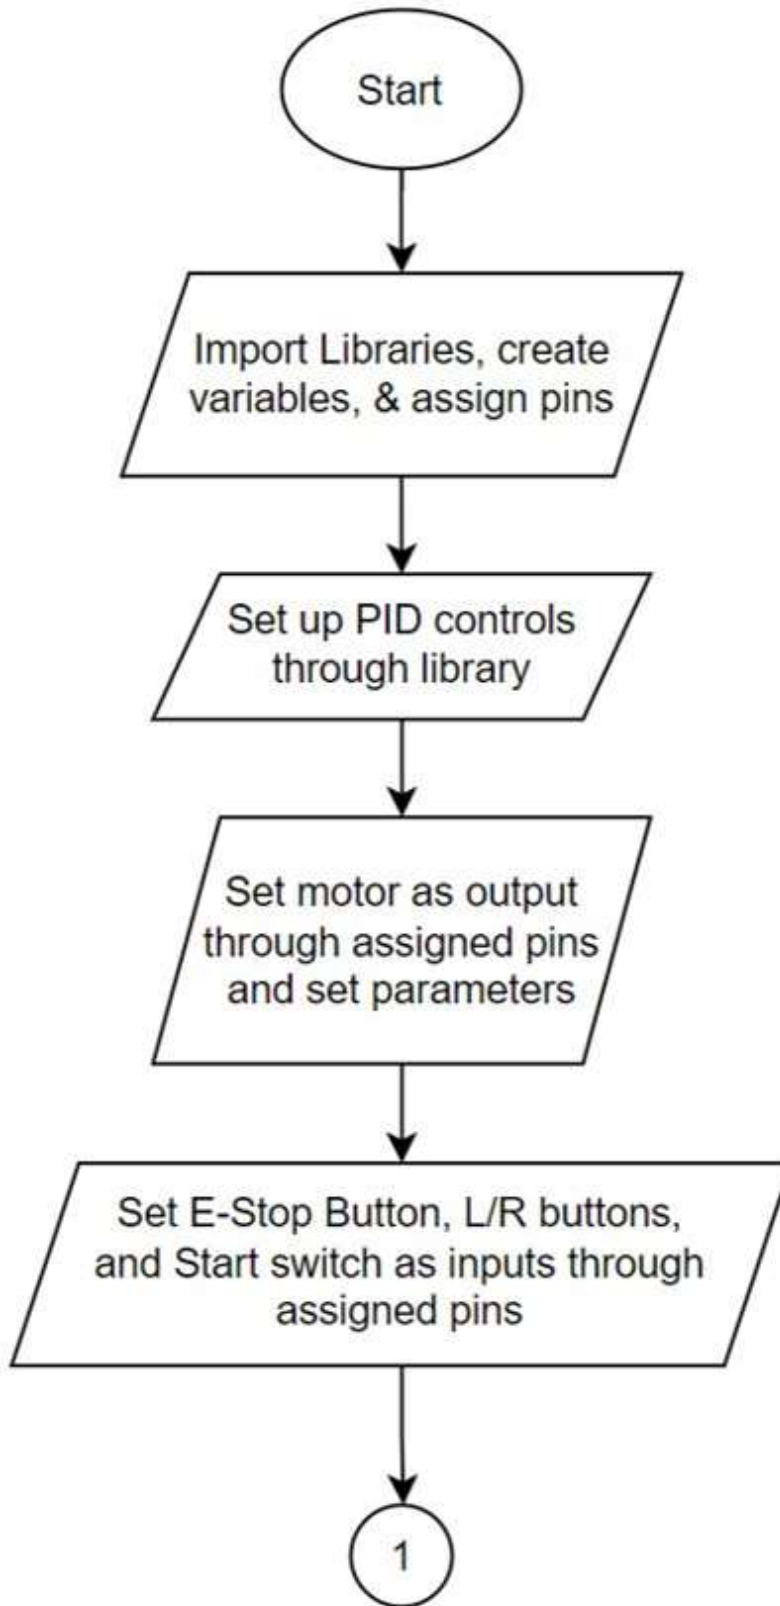 Start
Import Libraries, create
variables, & assign pins
Set up PID controls
through library
Set motor as output
through assigned pins
and set parameters
Set E-Stop Button, L/R buttons,
and Start switch as inputs through
assigned pins
1